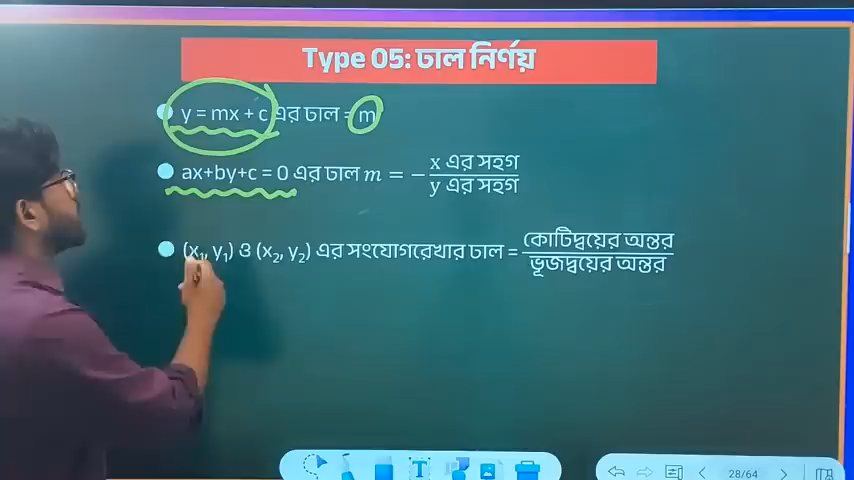 Type 05: ঢাল নির্ণয়
y = mx + c এর ঢাল = m
ax+by+c = 0 এর ঢাল m = − x এর সহগ / y এর সহগ
(x₁, y₁) ও (x₂, y₂) এর সংযোগরেখার ঢাল = কোটিদ্বয়ের অন্তর / ভূজদ্বয়ের অন্তর
28/64